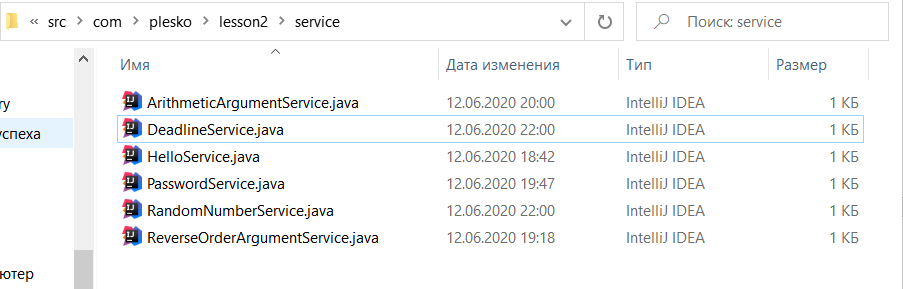 « src > com > plesko > lesson2 > service
Поиск: service
Имя Дата изменения Тип Размер
ry
успеха
ютер
ArithmeticArgumentService.java 12.06.2020 20:00 IntelliJ IDEA 1 КБ
DeadlineService.java 12.06.2020 22:00 IntelliJ IDEA 1 КБ
HelloService.java 12.06.2020 18:42 IntelliJ IDEA 1 КБ
PasswordService.java 12.06.2020 19:47 IntelliJ IDEA 1 КБ
RandomNumberService.java 12.06.2020 22:00 IntelliJ IDEA 1 КБ
ReverseOrderArgumentService.java 12.06.2020 19:18 IntelliJ IDEA 1 КБ